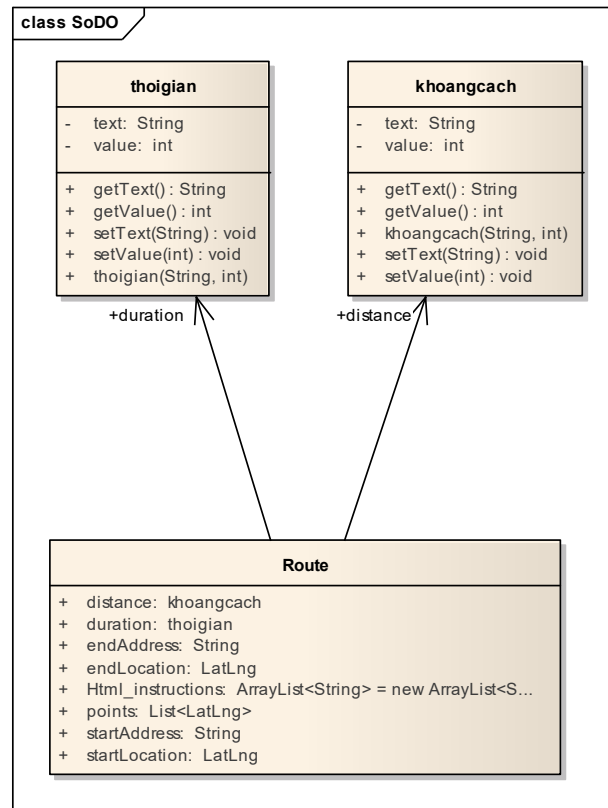 class SoDO
thoigian
- text: String
- value: int
+ getText() : String
+ getValue() : int
+ setText(String) : void
+ setValue(int) : void
+ thoigian(String, int)
khoangcach
- text: String
- value: int
+ getText() : String
+ getValue() : int
+ khoangcach(String, int)
+ setText(String) : void
+ setValue(int) : void
+duration
+distance
Route
+ distance: khoangcach
+ duration: thoigian
+ endAddress: String
+ endLocation: LatLng
+ Html_instructions: ArrayList<String> = new ArrayList<S...
+ points: List<LatLng>
+ startAddress: String
+ startLocation: LatLng